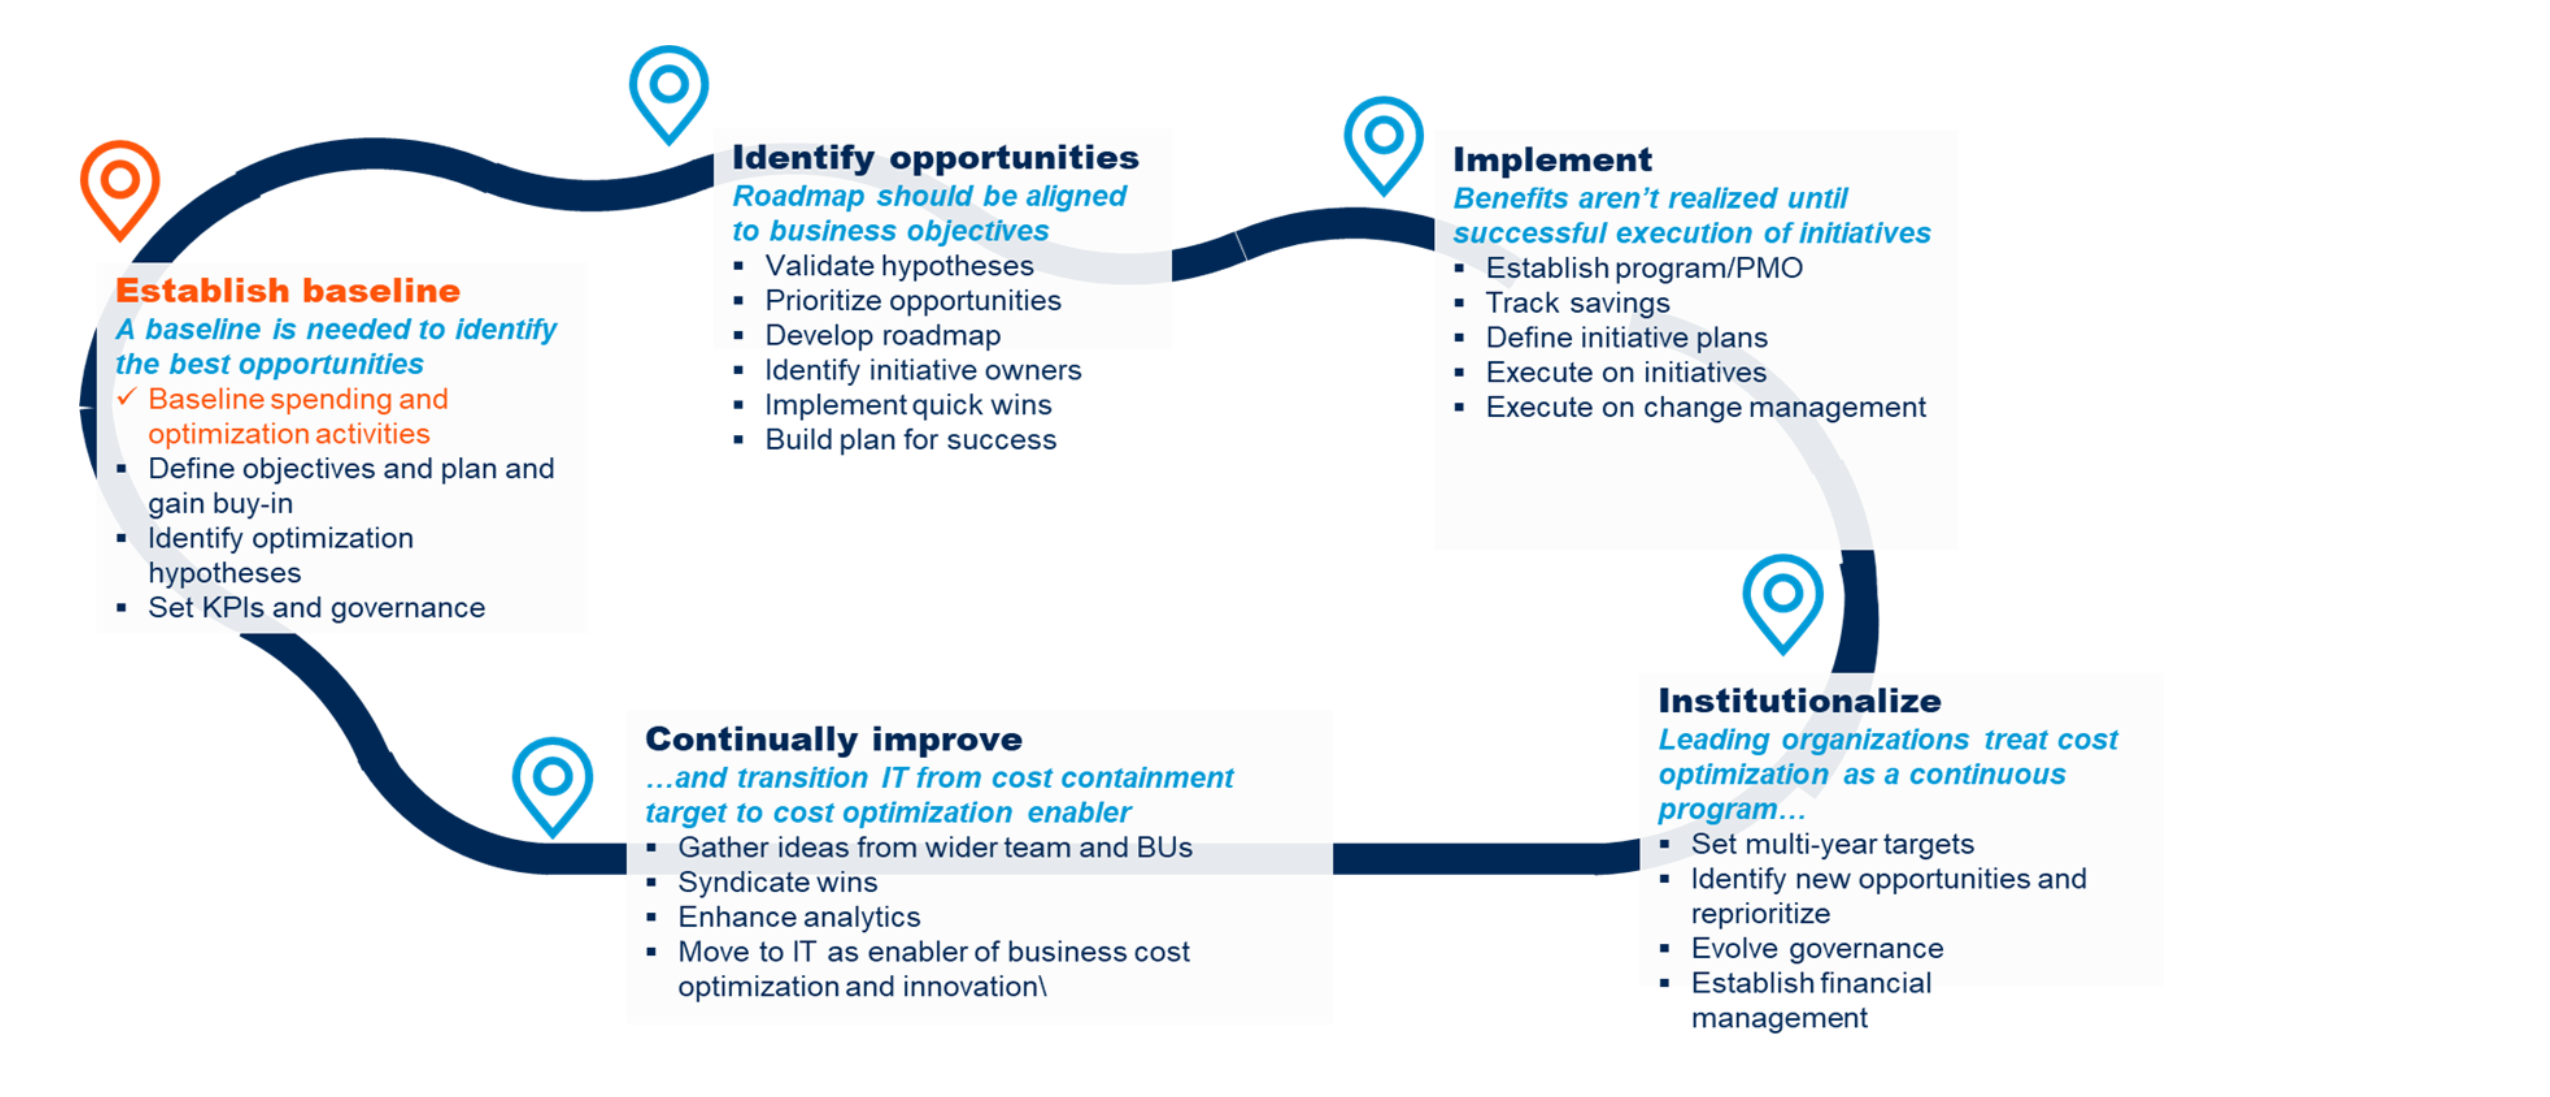 Establish baseline
A baseline is needed to identify
the best opportunities
✓ Baseline spending and
optimization activities
▪ Define objectives and plan and
gain buy-in
▪ Identify optimization
hypotheses
▪ Set KPIs and governance
Identify opportunities
Roadmap should be aligned
to business objectives
▪ Validate hypotheses
▪ Prioritize opportunities
▪ Develop roadmap
▪ Identify initiative owners
▪ Implement quick wins
▪ Build plan for success
Implement
Benefits aren’t realized until
successful execution of initiatives
▪ Establish program/PMO
▪ Track savings
▪ Define initiative plans
▪ Execute on initiatives
▪ Execute on change management
Institutionalize
Leading organizations treat cost
optimization as a continuous
program…
▪ Set multi-year targets
▪ Identify new opportunities and
reprioritize
▪ Evolve governance
▪ Establish financial
management
Continually improve
…and transition IT from cost containment
target to cost optimization enabler
▪ Gather ideas from wider team and BUs
▪ Syndicate wins
▪ Enhance analytics
▪ Move to IT as enabler of business cost
optimization and innovation\